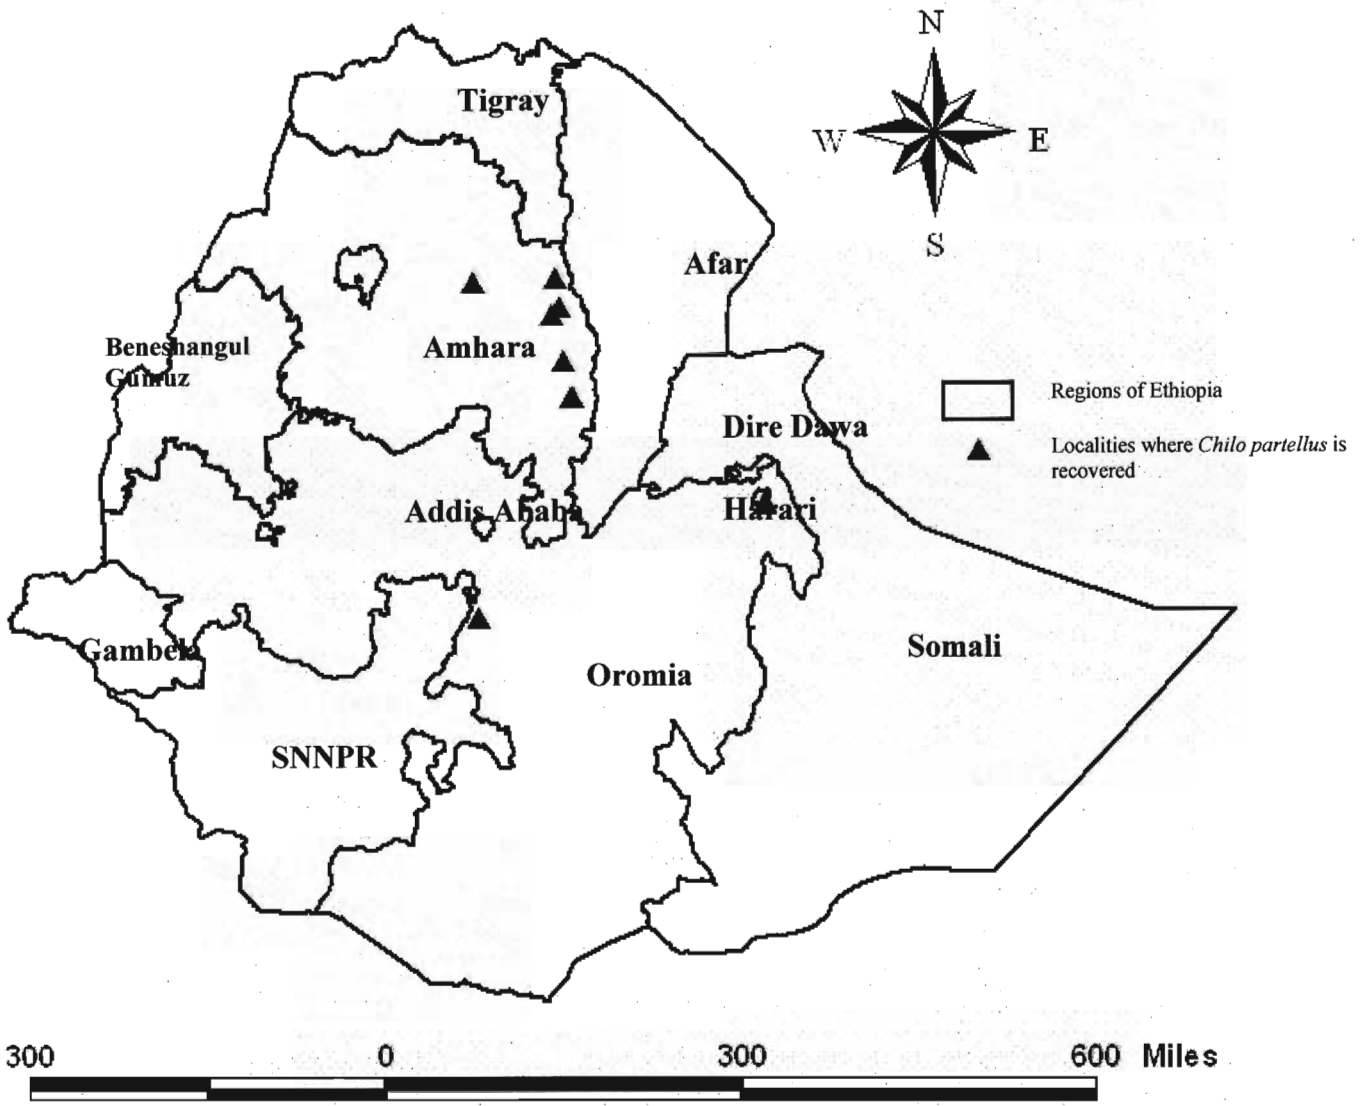 N
Tigray
W
E
S
Afar
Beneshangul
Gumuz
Amhara
Regions of Ethiopia
Dire Dawa
Localities where Chilo partellus is
recovered
Addis Ababa
Harari
Gambela
Somali
Oromia
SNNPR
300 0 300 600 Miles